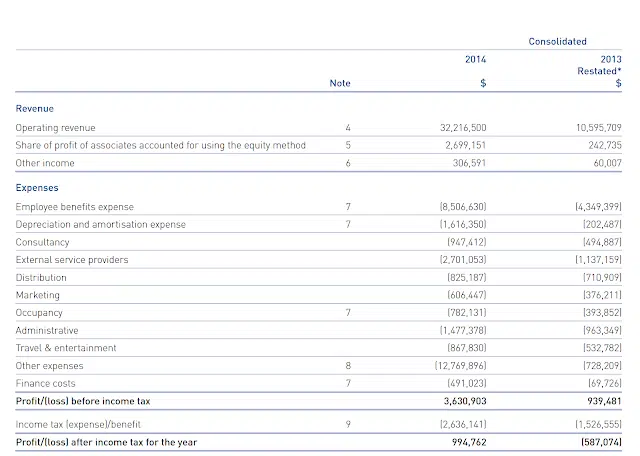 Consolidated
2014 2013
Restated*
Note $ $
Revenue
Operating revenue 4 32,216,500 10,595,709
Share of profit of associates accounted for using the equity method 5 2,699,151 242,735
Other income 6 306,591 60,007
Expenses
Employee benefits expense 7 (8,506,630) (4,349,399)
Depreciation and amortisation expense 7 (1,616,350) (202,487)
Consultancy (947,412) (494,887)
External service providers (2,701,053) (1,137,159)
Distribution (825,187) (710,909)
Marketing (606,447) (376,211)
Occupancy 7 (782,131) (393,852)
Administrative (1,477,378) (963,349)
Travel & entertainment (867,830) (532,782)
Other expenses 8 (12,769,896) (728,209)
Finance costs 7 (491,023) (69,726)
Profit/(loss) before income tax 3,630,903 939,481
Income tax (expense)/benefit 9 (2,636,141) (1,526,555)
Profit/(loss) after income tax for the year 994,762 (587,074)